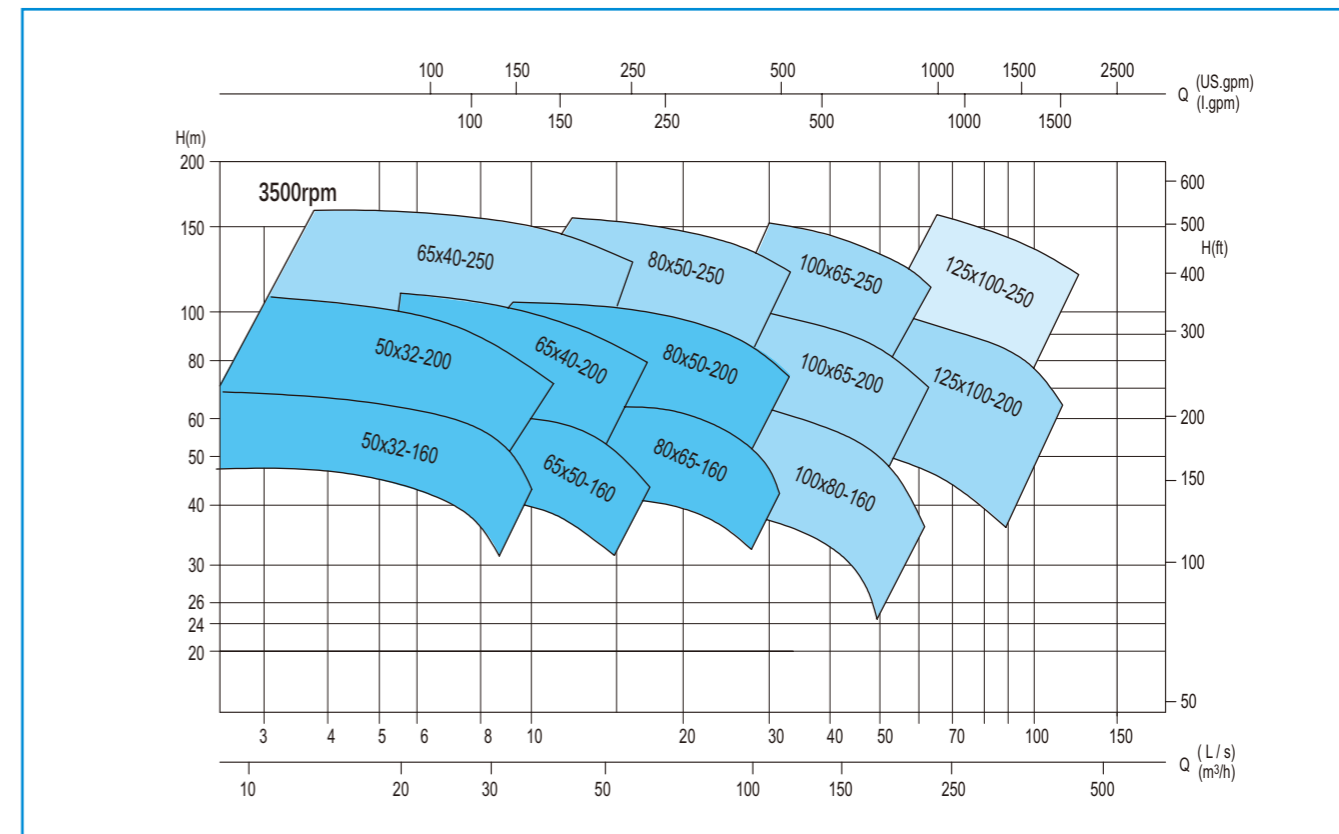 100 150 250 500 1000 1500 2500
Q (US.gpm)
(I.gpm)
100 150 250 500 1000 1500
H(m)
200
3500rpm
600
150
500
H(ft)
65x40-250
80x50-250
100x65-250
125x100-250
400
100
300
50x32-200
65x40-200
80x50-200
100x65-200
125x100-200
80
60
200
50x32-160
65x50-160
80x65-160
100x80-160
50
150
40
30
100
26
24
20
50
3 4 5 6 8 10 20 30 40 50 70 100 150
Q ( L / s)
(m³/h)
10 20 30 50 100 150 250 500